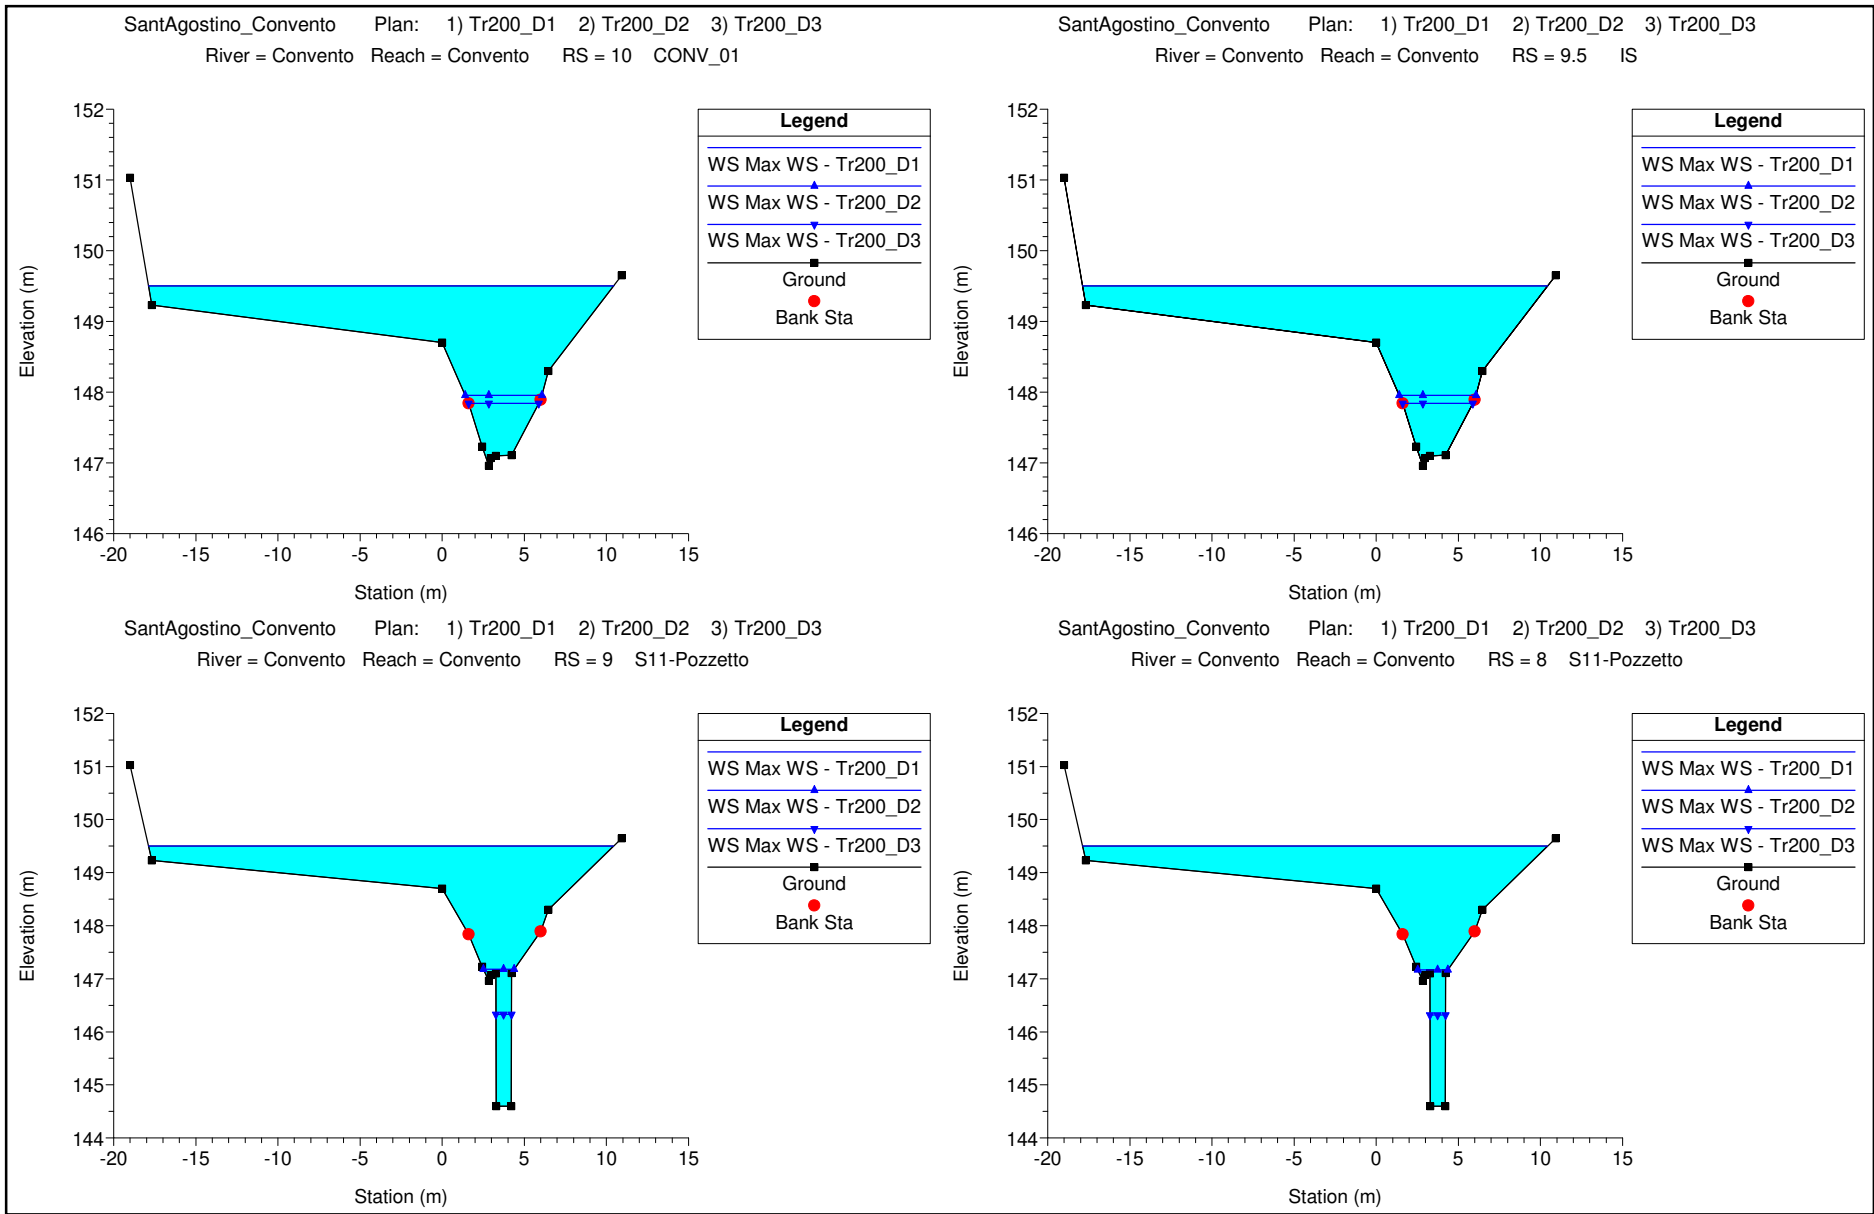 SantAgostino_Convento Plan: 1) Tr200_D1 2) Tr200_D2 3) Tr200_D3
River = Convento Reach = Convento RS = 10 CONV_01
152
151
150
149
148
147
146
-20 -15 -10 -5 0 5 10 15
Elevation (m)
Station (m)
Legend
WS Max WS - Tr200_D1
WS Max WS - Tr200_D2
WS Max WS - Tr200_D3
Ground
Bank Sta
SantAgostino_Convento Plan: 1) Tr200_D1 2) Tr200_D2 3) Tr200_D3
River = Convento Reach = Convento RS = 9.5 IS
152
151
150
149
148
147
146
-20 -15 -10 -5 0 5 10 15
Elevation (m)
Station (m)
Legend
WS Max WS - Tr200_D1
WS Max WS - Tr200_D2
WS Max WS - Tr200_D3
Ground
Bank Sta
SantAgostino_Convento Plan: 1) Tr200_D1 2) Tr200_D2 3) Tr200_D3
River = Convento Reach = Convento RS = 9 S11-Pozzetto
152
151
150
149
148
147
146
145
144
-20 -15 -10 -5 0 5 10 15
Elevation (m)
Station (m)
Legend
WS Max WS - Tr200_D1
WS Max WS - Tr200_D2
WS Max WS - Tr200_D3
Ground
Bank Sta
SantAgostino_Convento Plan: 1) Tr200_D1 2) Tr200_D2 3) Tr200_D3
River = Convento Reach = Convento RS = 8 S11-Pozzetto
152
151
150
149
148
147
146
145
144
-20 -15 -10 -5 0 5 10 15
Elevation (m)
Station (m)
Legend
WS Max WS - Tr200_D1
WS Max WS - Tr200_D2
WS Max WS - Tr200_D3
Ground
Bank Sta